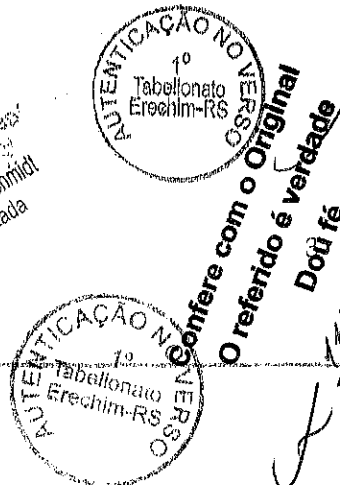 AUTENTICAÇÃO NO VERSO
1º
Tabelionato
Erechim-RS
hmidt
ada
Confere com o Original
O referido é verdade
Dou fé
AUTENTICAÇÃO NO VERSO
1º
Tabelionato
Erechim-RS